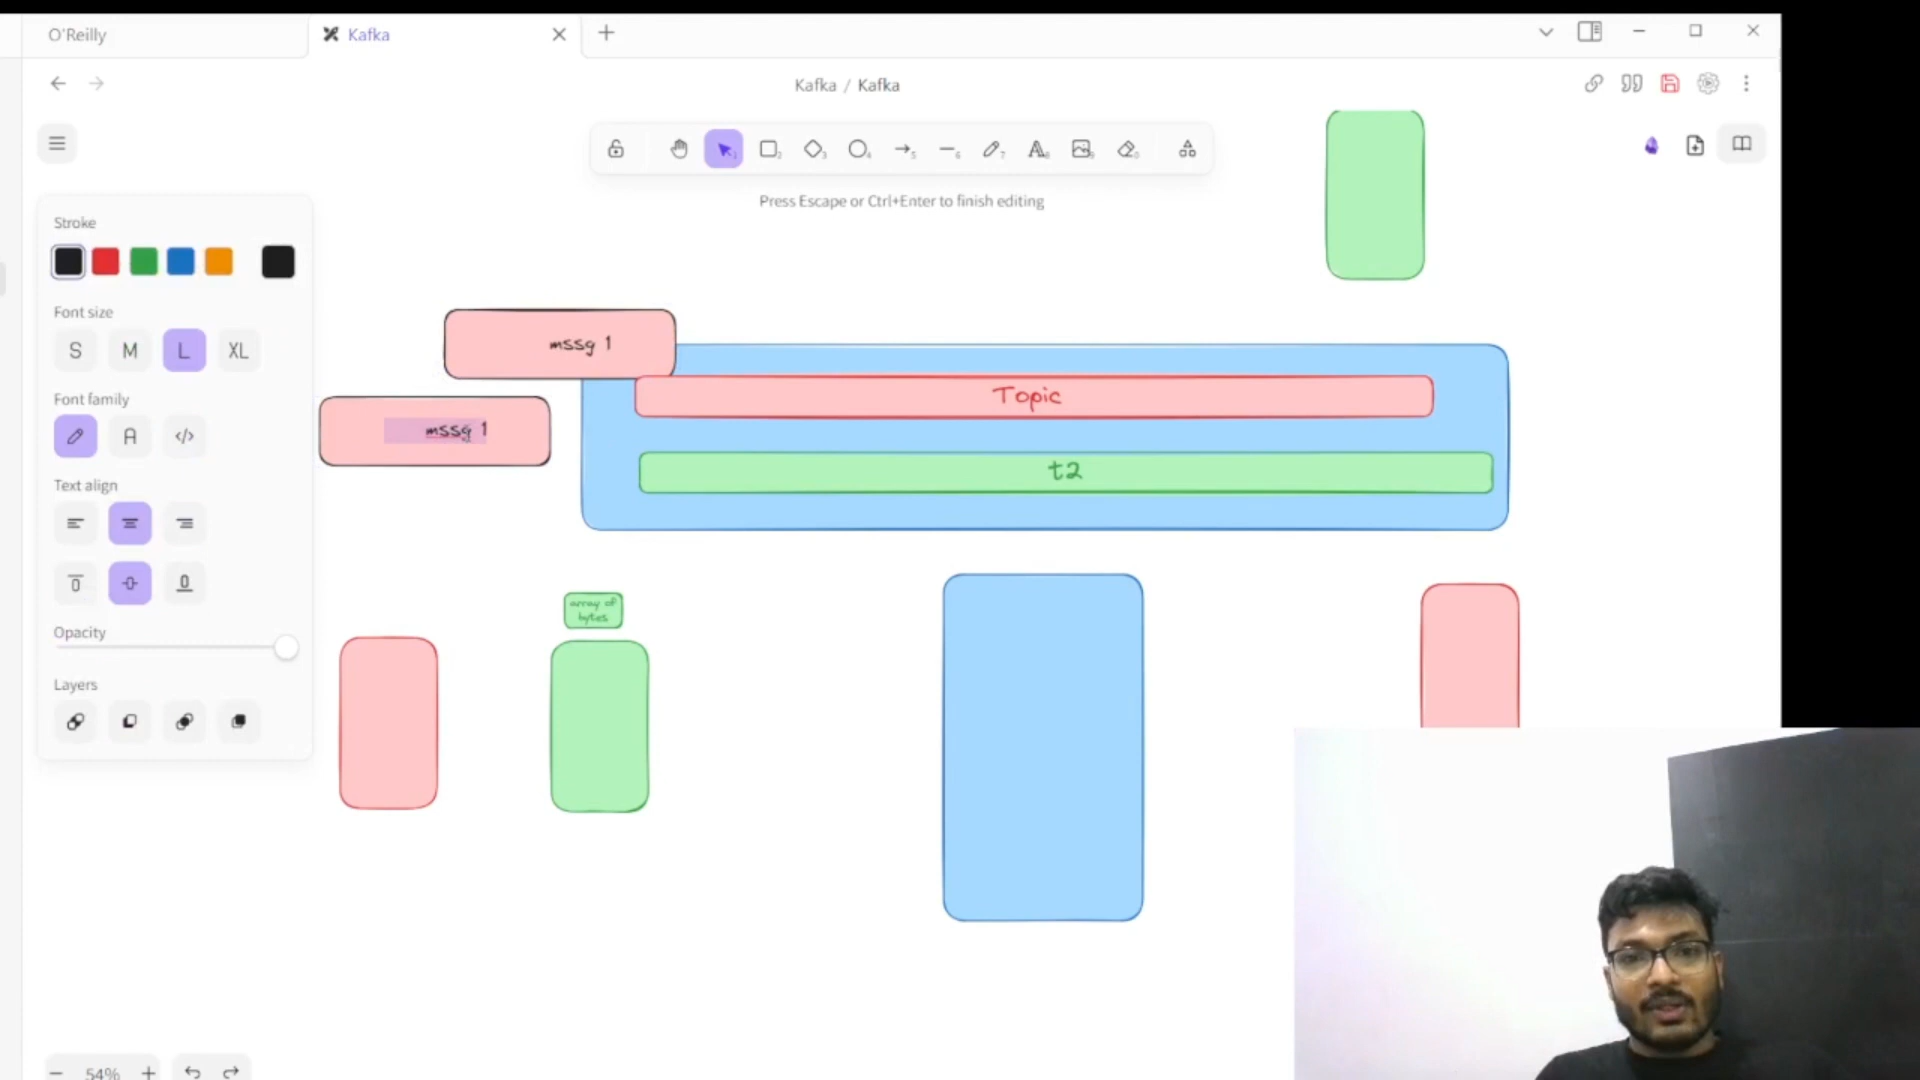 O'Reilly
Kafka
Kafka / Kafka
Press Escape or Ctrl+Enter to finish editing
Stroke
Font size
S M L XL
Font family
Text align
Opacity
Layers
mssg 1
Topic
mssg 1
t2
array of
bytes
54%